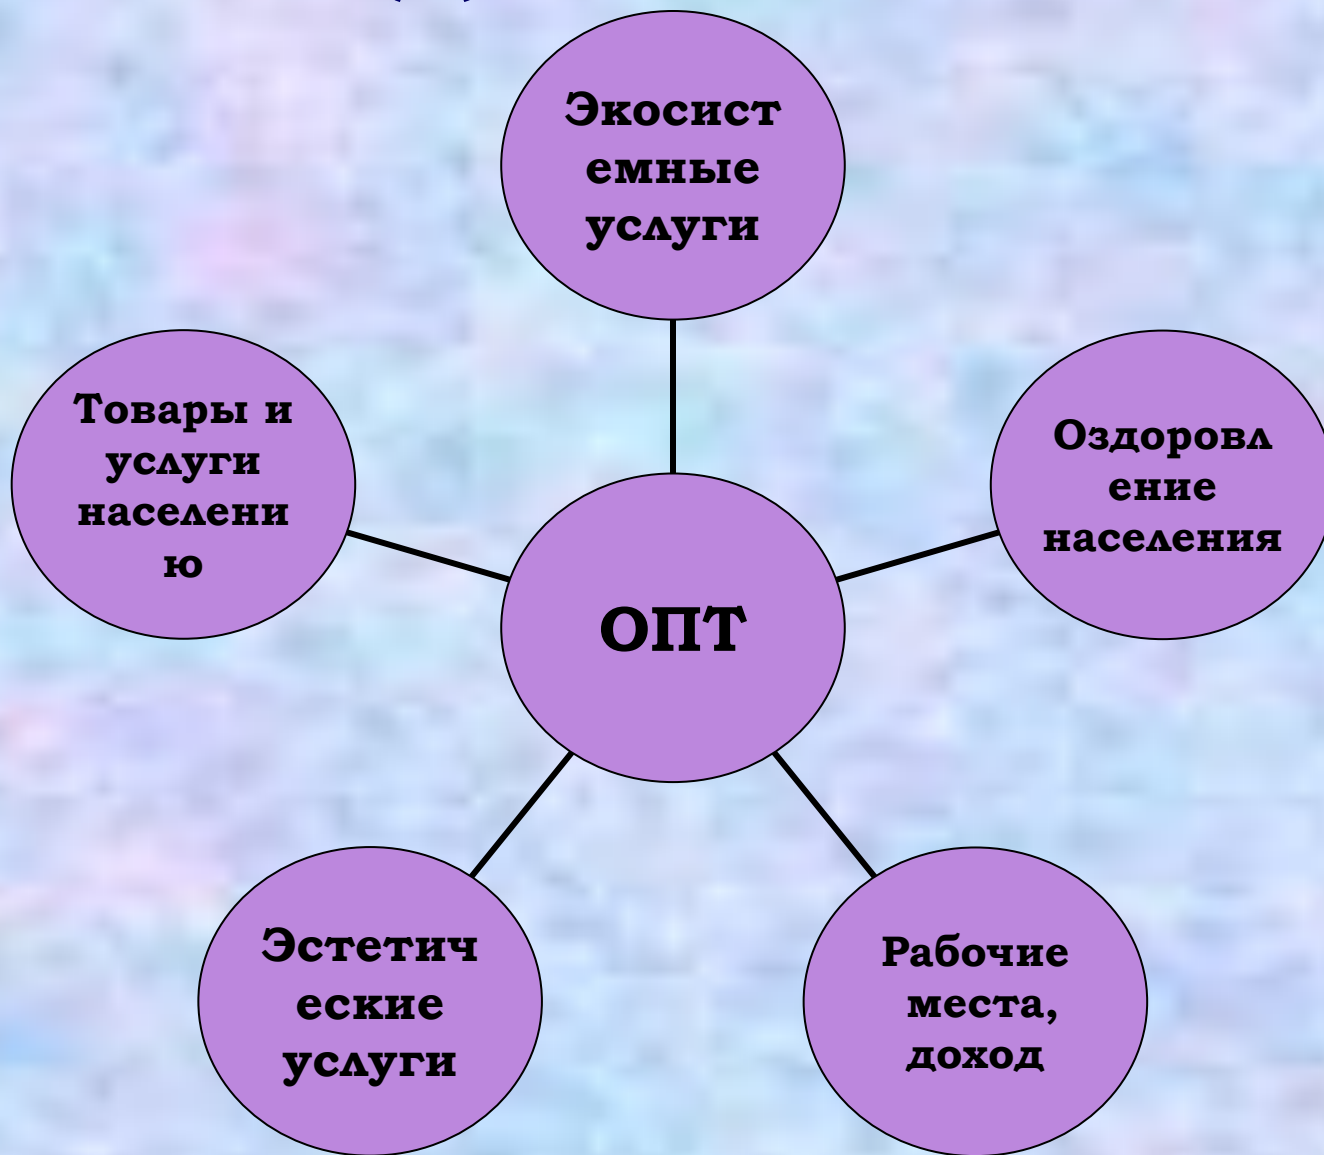 Экосист
емные
услуги
Товары и
услуги
населени
ю
Оздоровл
ение
населения
ОПТ
Эстетич
еские
услуги
Рабочие
места,
доход